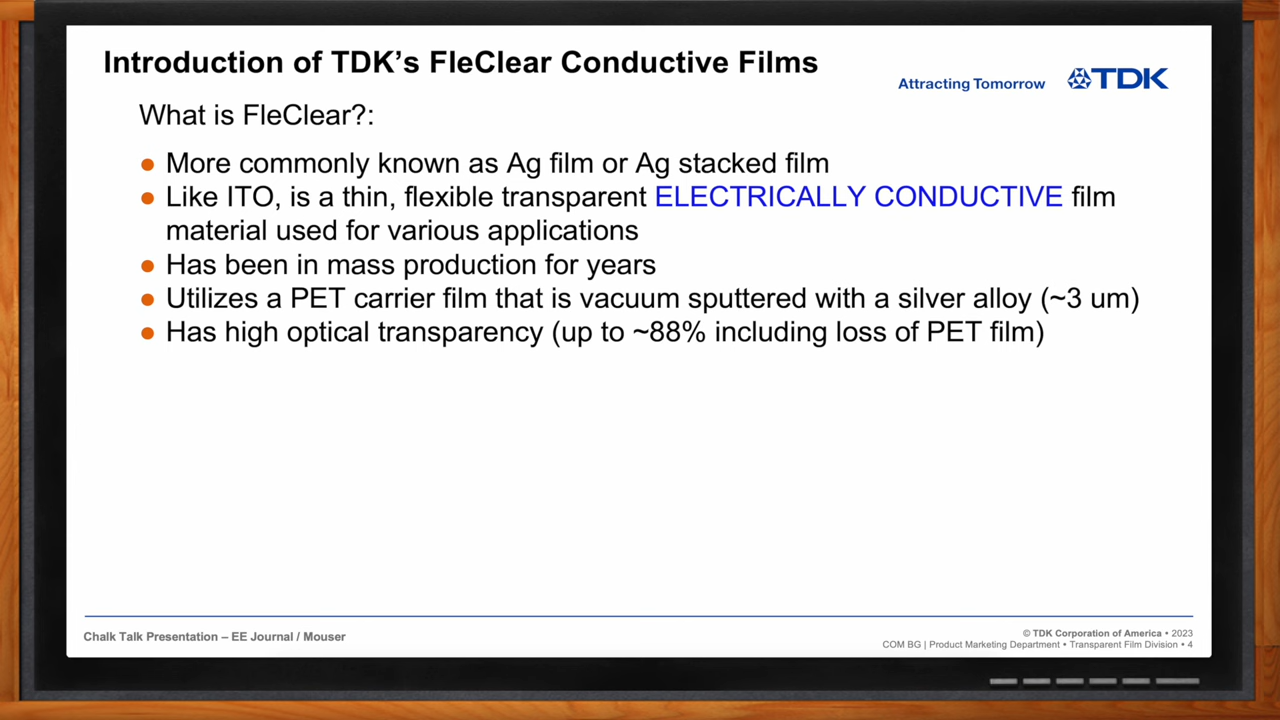 Introduction of TDK’s FleClear Conductive Films
Attracting Tomorrow
TDK
What is FleClear?:
● More commonly known as Ag film or Ag stacked film
● Like ITO, is a thin, flexible transparent ELECTRICALLY CONDUCTIVE film
material used for various applications
● Has been in mass production for years
● Utilizes a PET carrier film that is vacuum sputtered with a silver alloy (~3 um)
● Has high optical transparency (up to ~88% including loss of PET film)
Chalk Talk Presentation – EE Journal / Mouser
© TDK Corporation of America • 2023
COM BG | Product Marketing Department • Transparent Film Division • 4